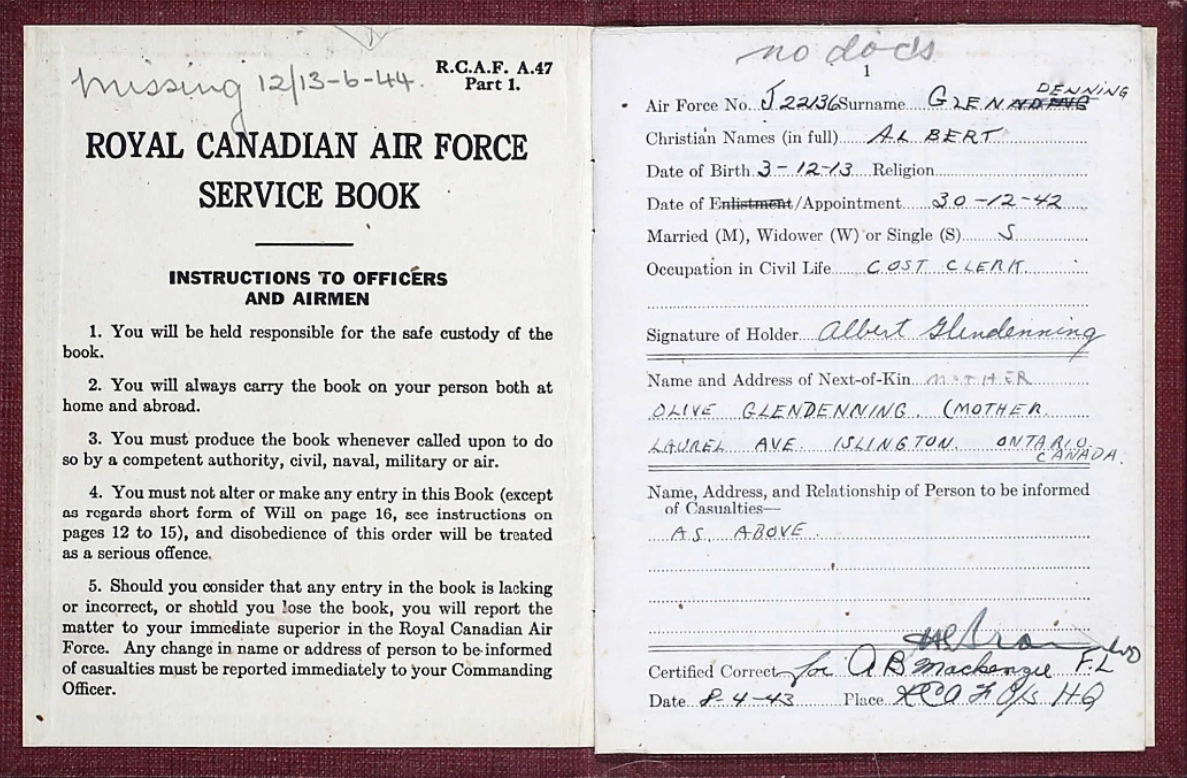 Missing 12/13-6-44.
R.C.A.F. A.47
Part 1.
ROYAL CANADIAN AIR FORCE
SERVICE BOOK
INSTRUCTIONS TO OFFICERS
AND AIRMEN
1. You will be held responsible for the safe custody of the
book.
2. You will always carry the book on your person both at
home and abroad.
3. You must produce the book whenever called upon to do
so by a competent authority, civil, naval, military or air.
4. You must not alter or make any entry in this Book (except
as regards short form of Will on page 16, see instructions on
pages 12 to 15), and disobedience of this order will be treated
as a serious offence.
5. Should you consider that any entry in the book is lacking
or incorrect, or should you lose the book, you will report the
matter to your immediate superior in the Royal Canadian Air
Force. Any change in name or address of person to be informed
of casualties must be reported immediately to your Commanding
Officer.
no docs
1
Air Force No. J22136 Surname GLENDENNING
Christian Names (in full) ALBERT
Date of Birth 3-12-13 Religion
Date of Enlistment/Appointment 30-12-42
Married (M), Widower (W) or Single (S) S
Occupation in Civil Life COST CLERK
Signature of Holder Albert Glendenning
Name and Address of Next-of-Kin MOTHER
OLIVE GLENDENNING. (MOTHER
LAUREL AVE. ISLINGTON. ONTARIO.
CANADA.
Name, Address, and Relationship of Person to be informed
of Casualties—
AS ABOVE
Certified Correct for A B Mackenzie F.L
Date 8-4-43 Place RCAF O/S HQ